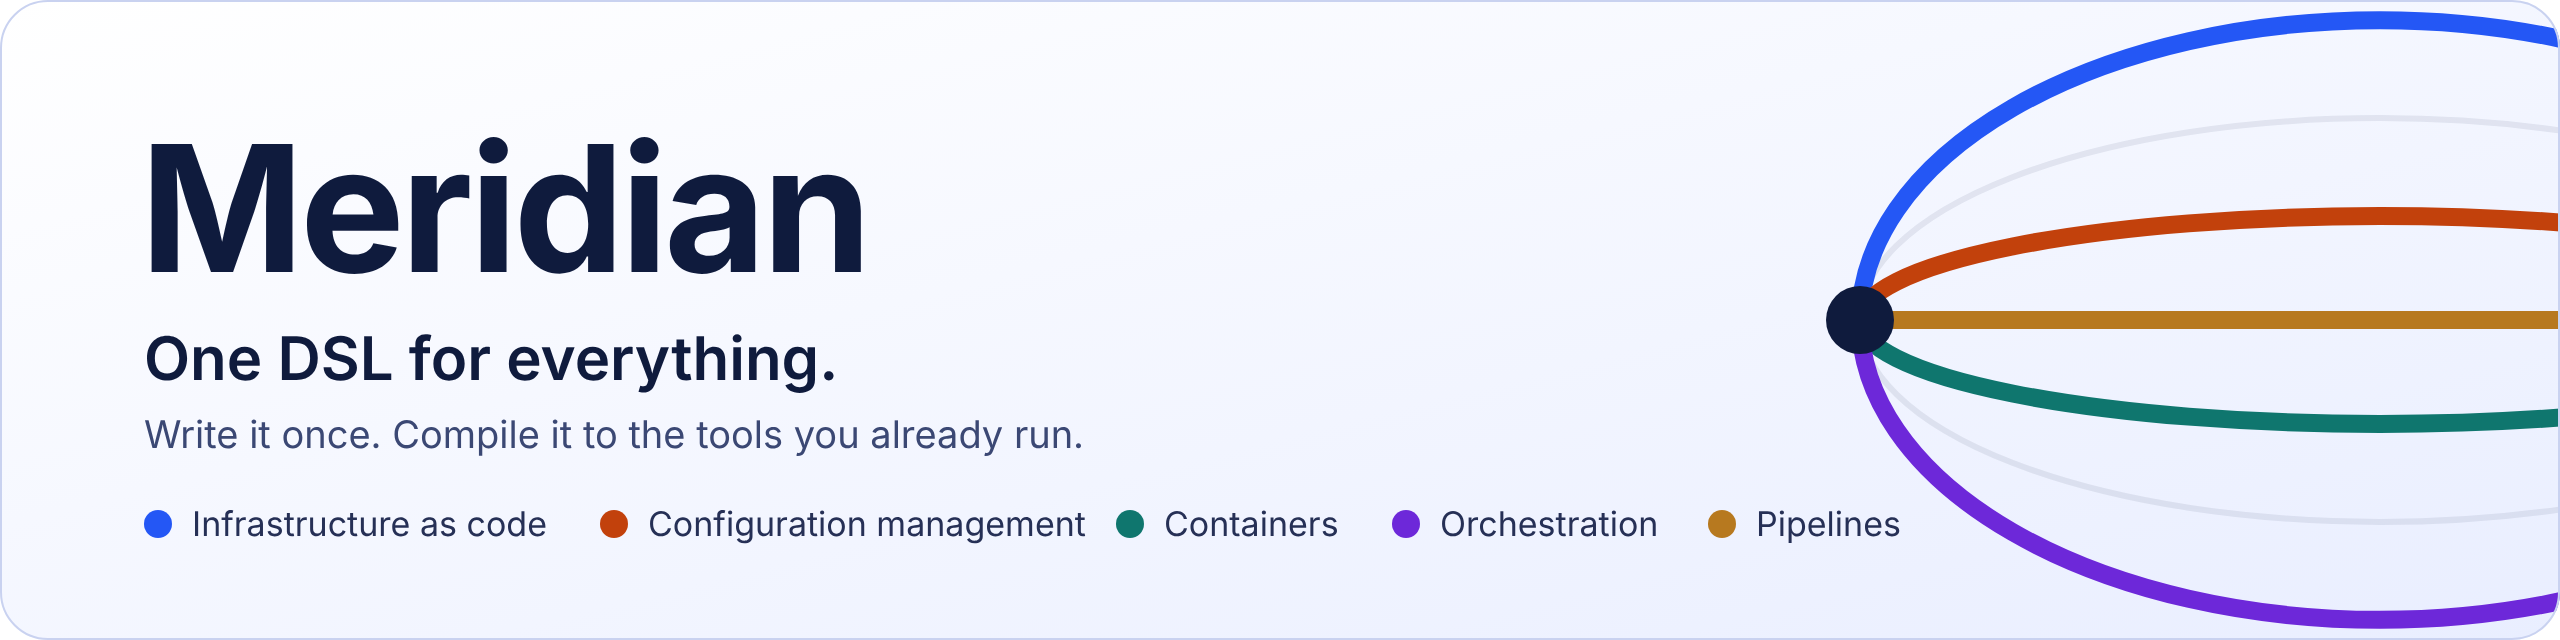 Meridian
One DSL for everything.
Write it once. Compile it to the tools you already run.
Infrastructure as code Configuration management Containers Orchestration Pipelines